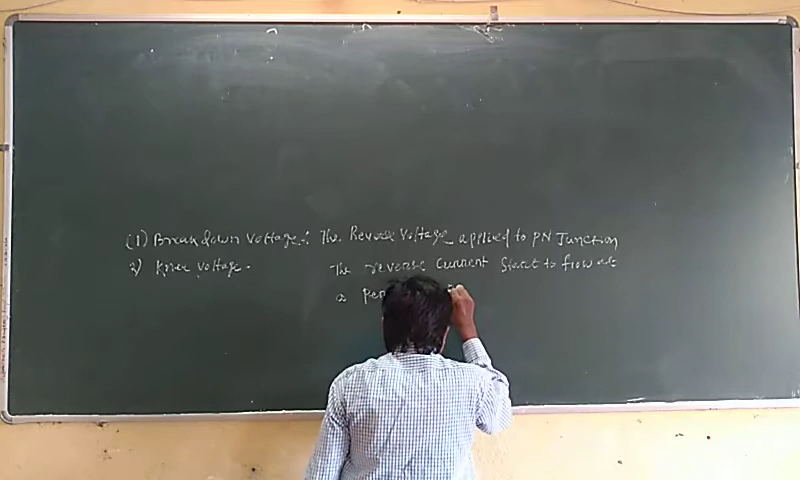 (1) Breakdown Voltage : The Reverse Voltage applied to PN Junction
2) Knee voltage. The reverse current start to flow at
a